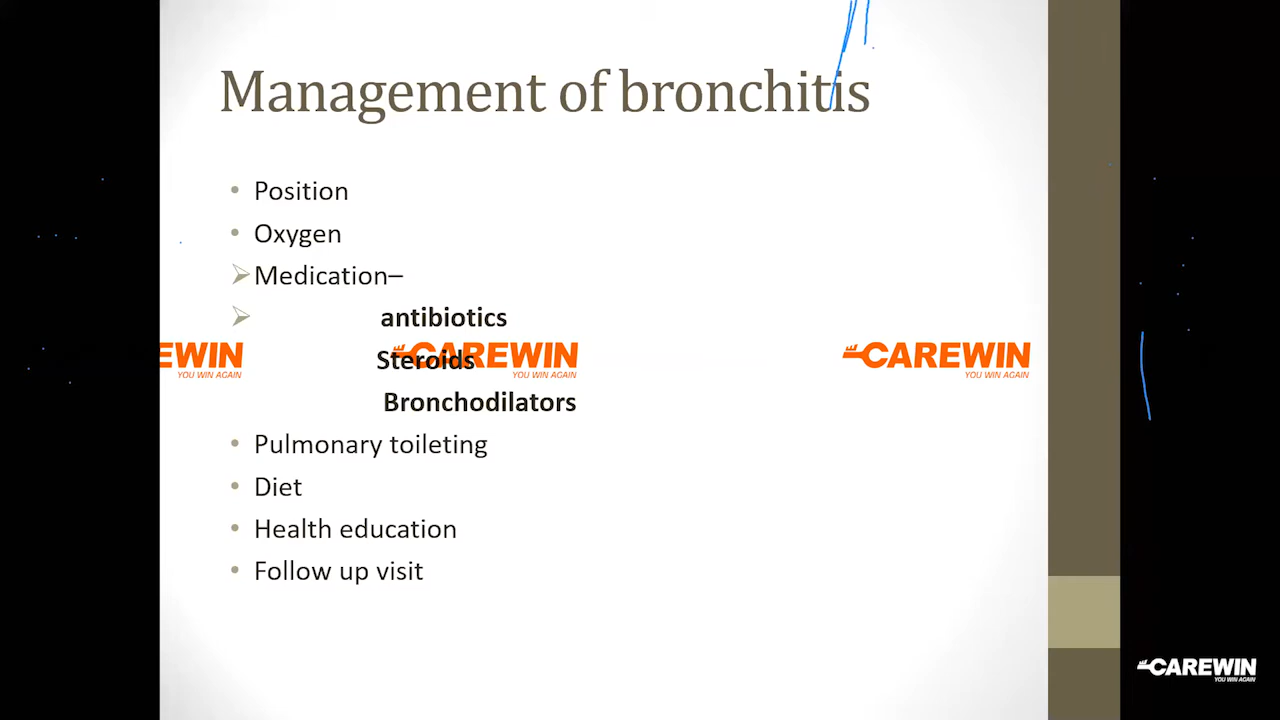 Management of bronchitis
• Position
• Oxygen
➢ Medication–
➢ antibiotics
EWIN
YOU WIN AGAIN
CAREWIN
YOU WIN AGAIN
CAREWIN
YOU WIN AGAIN
Steroids
Bronchodilators
• Pulmonary toileting
• Diet
• Health education
• Follow up visit
CAREWIN
YOU WIN AGAIN